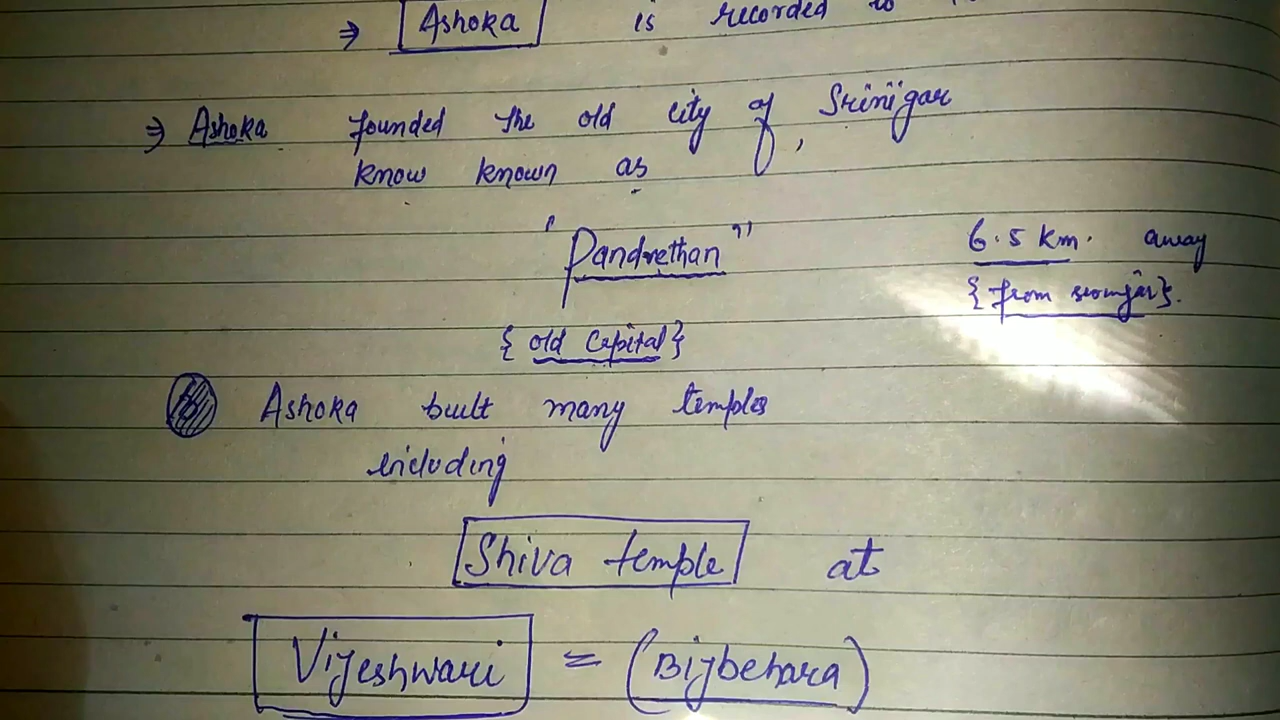 ⇒ Ashoka is recorded to
⇒ Ashoka founded the old city of Srinigar,
know known as
"Pandrethan" 6.5 km. away
{from srinigar}.
{old capital}
Ashoka built many temples
including
Shiva temple at
Vijeshwari = (Bijbehara)